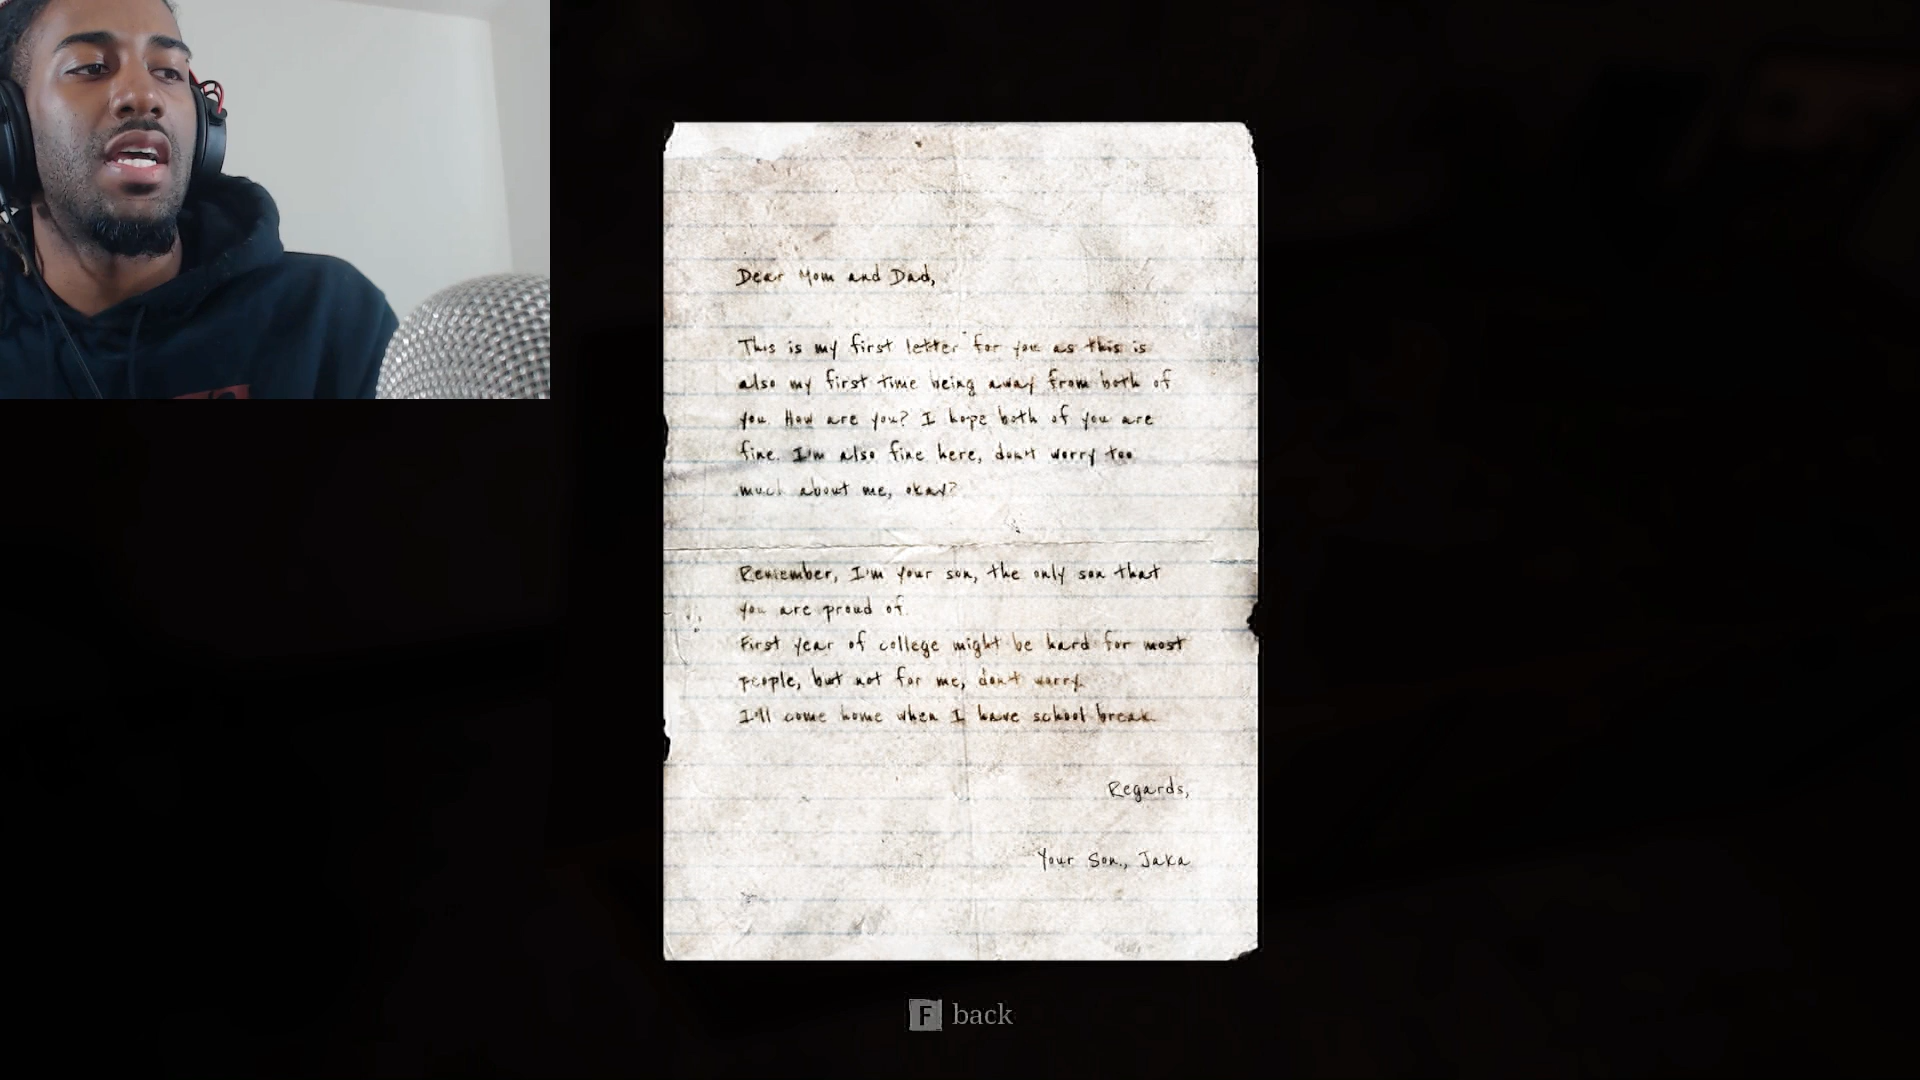 Dear Mom and Dad,
This is my first letter for you as this is
also my first time being away from both of
you. How are you? I hope both of you are
fine. I'm also fine here, don't worry too
much about me, okay?
Remember, I'm your son, the only son that
you are proud of.
First year of college might be hard for most
people, but not for me, don't worry.
I'll come home when I have school break.
Regards,
Your Son., Jaka
F back